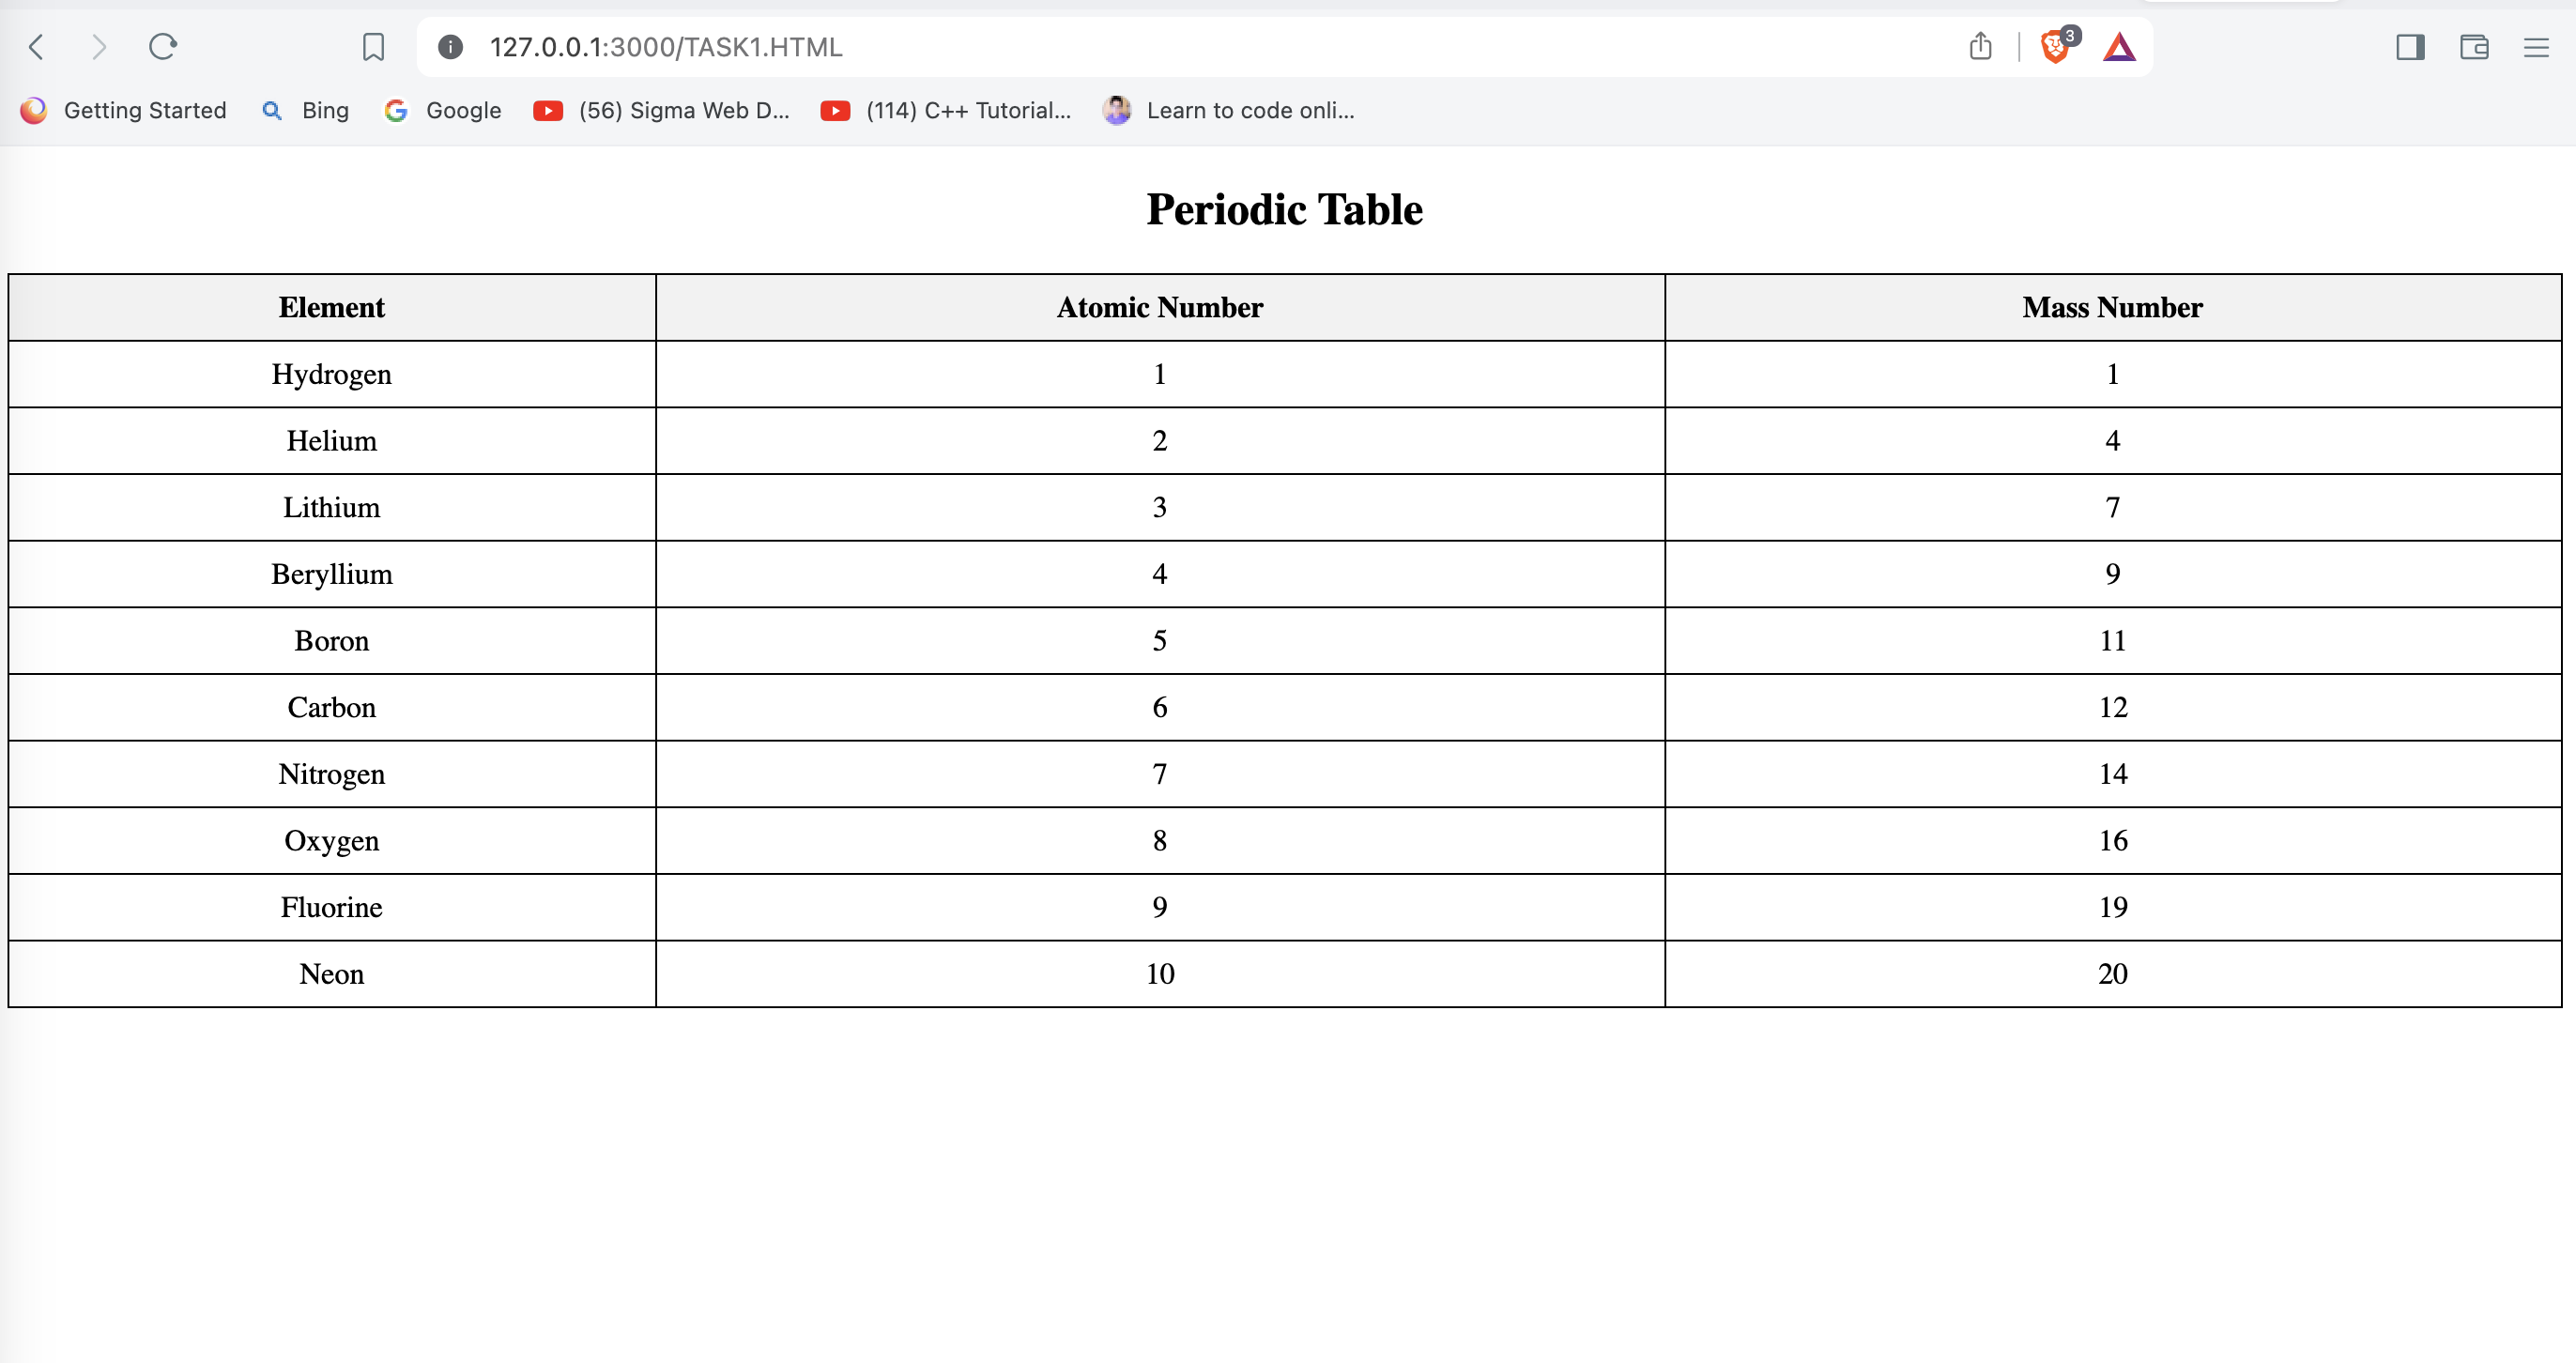 127.0.0.1:3000/TASK1.HTML 3
Getting Started Bing Google (56) Sigma Web D... (114) C++ Tutorial... Learn to code onli...
Periodic Table
Element Atomic Number Mass Number
Hydrogen 1 1
Helium 2 4
Lithium 3 7
Beryllium 4 9
Boron 5 11
Carbon 6 12
Nitrogen 7 14
Oxygen 8 16
Fluorine 9 19
Neon 10 20